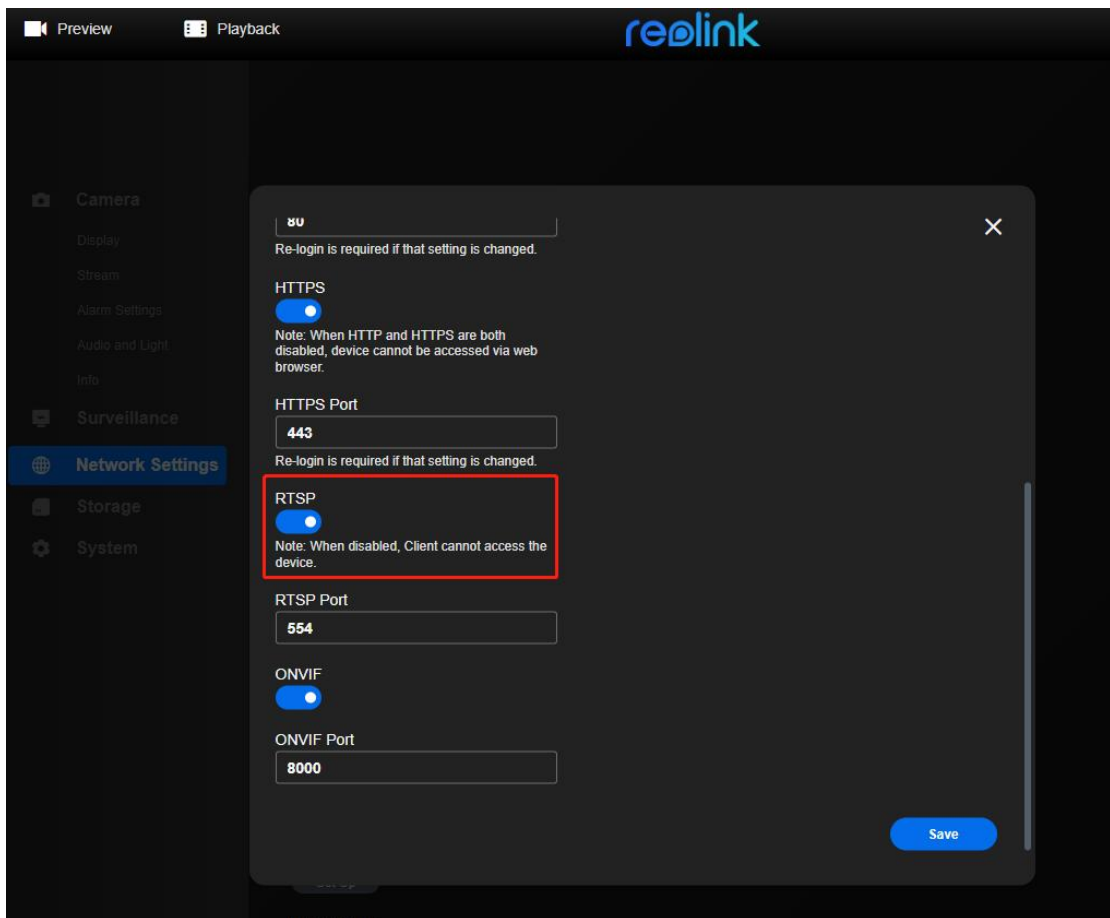 Preview
Playback
reolink
Camera
Display
Stream
Alarm Settings
Audio and Light
Info
Surveillance
Network Settings
Storage
System
80
Re-login is required if that setting is changed.
HTTPS
Note: When HTTP and HTTPS are both
disabled, device cannot be accessed via web
browser.
HTTPS Port
443
Re-login is required if that setting is changed.
RTSP
Note: When disabled, Client cannot access the
device.
RTSP Port
554
ONVIF
ONVIF Port
8000
Save